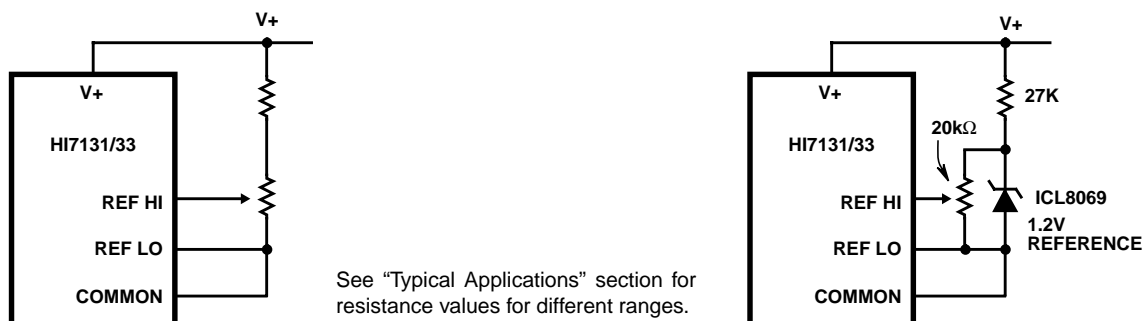 V+
V+
HI7131/33
REF HI
REF LO
COMMON
See “Typical Applications” section for
resistance values for different ranges.
V+
V+
27K
20kΩ
HI7131/33
REF HI
ICL8069
1.2V
REFERENCE
REF LO
COMMON